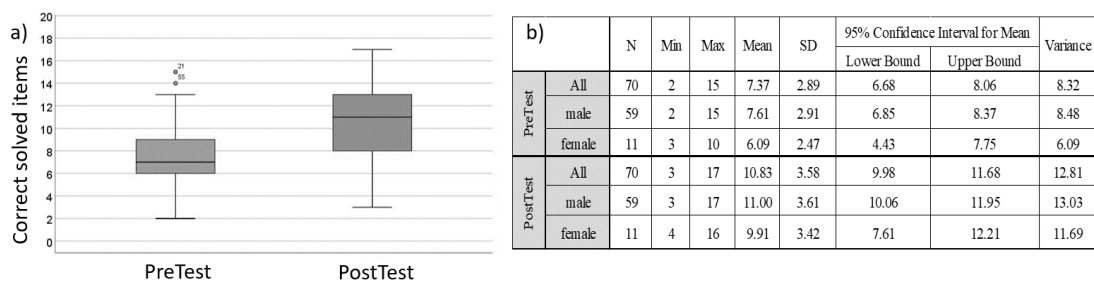 a)
Correct solved items
20
18
16
14
12
10
8
6
4
2
0
21
55
PreTest PostTest
b)
N Min Max Mean SD 95% Confidence Interval for Mean Variance
Lower Bound Upper Bound
PreTest
All 70 2 15 7.37 2.89 6.68 8.06 8.32
male 59 2 15 7.61 2.91 6.85 8.37 8.48
female 11 3 10 6.09 2.47 4.43 7.75 6.09
PostTest
All 70 3 17 10.83 3.58 9.98 11.68 12.81
male 59 3 17 11.00 3.61 10.06 11.95 13.03
female 11 4 16 9.91 3.42 7.61 12.21 11.69